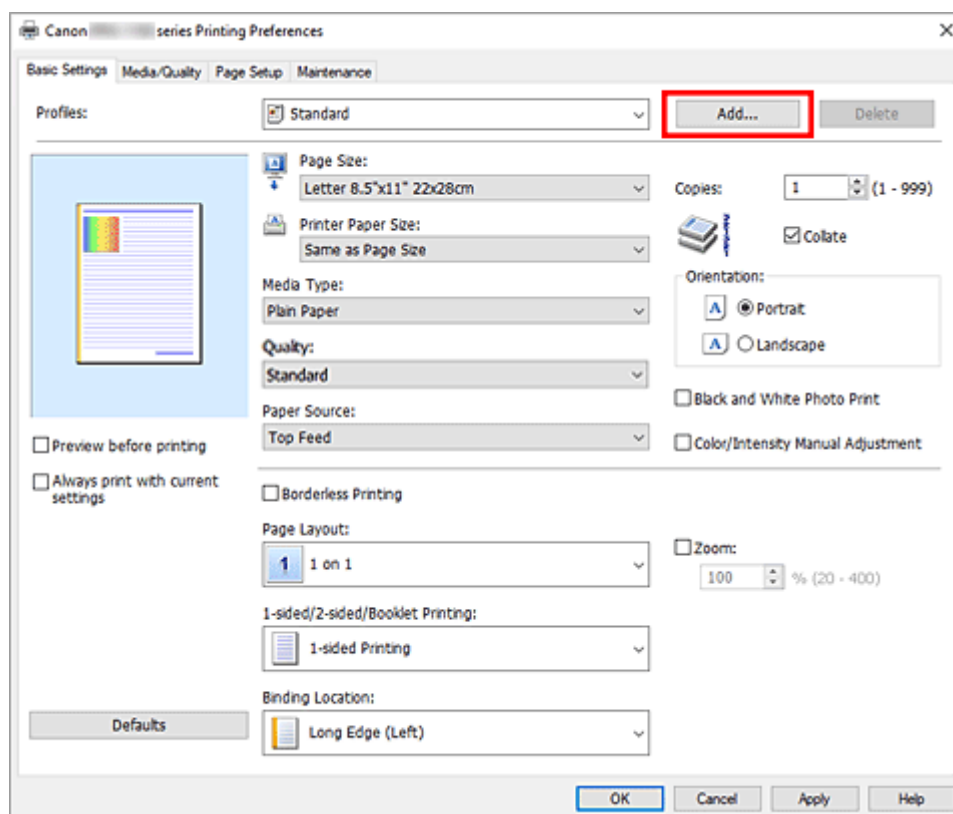 Canon series Printing Preferences
Basic Settings Media/Quality Page Setup Maintenance
Profiles:
Standard
Add...
Delete
Page Size:
Letter 8.5"x11" 22x28cm
Printer Paper Size:
Same as Page Size
Media Type:
Plain Paper
Quality:
Standard
Paper Source:
Top Feed
Copies:
1
(1 - 999)
Collate
Orientation:
A Portrait
A Landscape
Black and White Photo Print
Color/Intensity Manual Adjustment
Preview before printing
Always print with current
settings
Borderless Printing
Page Layout:
1 1 on 1
Zoom:
100 % (20 - 400)
1-sided/2-sided/Booklet Printing:
1-sided Printing
Binding Location:
Long Edge (Left)
Defaults
OK Cancel Apply Help